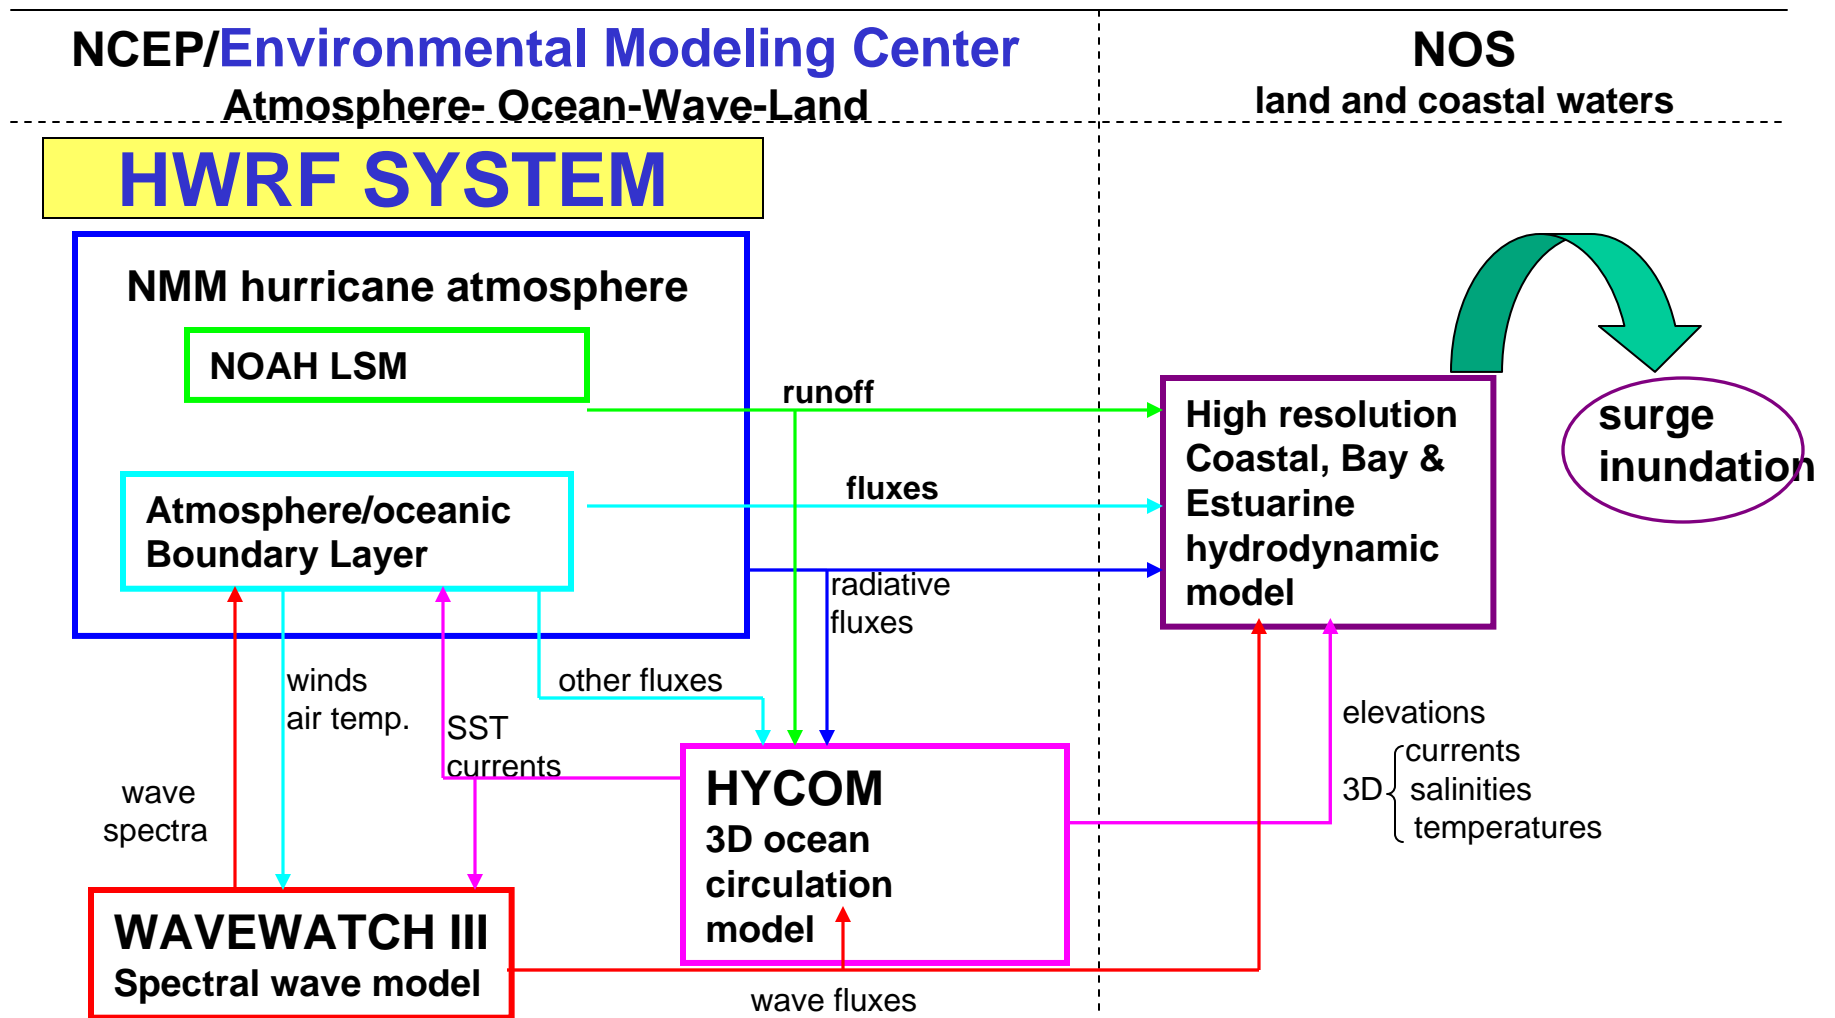 NCEP/Environmental Modeling Center
Atmosphere- Ocean-Wave-Land
NOS
land and coastal waters
HWRF SYSTEM
NMM hurricane atmosphere
NOAH LSM
runoff
Atmosphere/oceanic
Boundary Layer
fluxes
radiative
fluxes
High resolution
Coastal, Bay &
Estuarine
hydrodynamic
model
surge
inundation
winds
air temp.
other fluxes
SST
currents
wave
spectra
elevations
currents
3D salinities
temperatures
HYCOM
3D ocean
circulation
model
WAVEWATCH III
Spectral wave model
wave fluxes